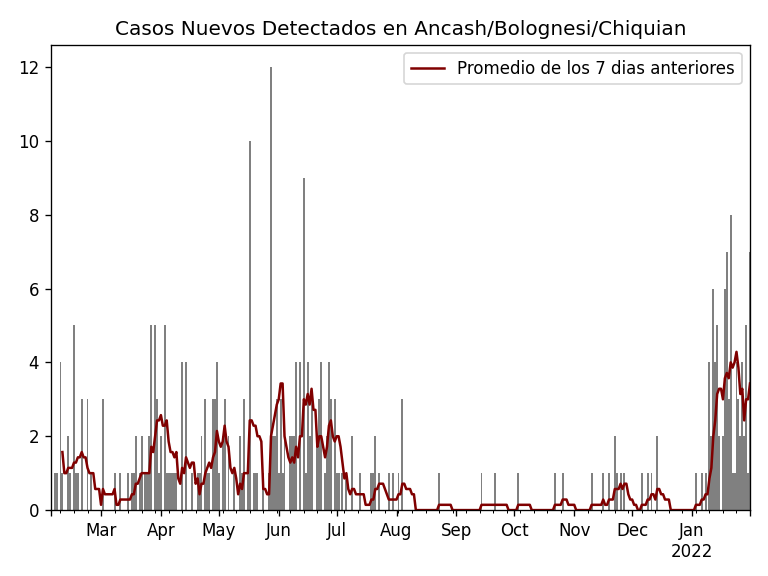 Casos Nuevos Detectados en Ancash/Bolognesi/Chiquian
Promedio de los 7 dias anteriores
12
10
8
6
4
2
0
Mar Apr May Jun Jul Aug Sep Oct Nov Dec Jan
2022